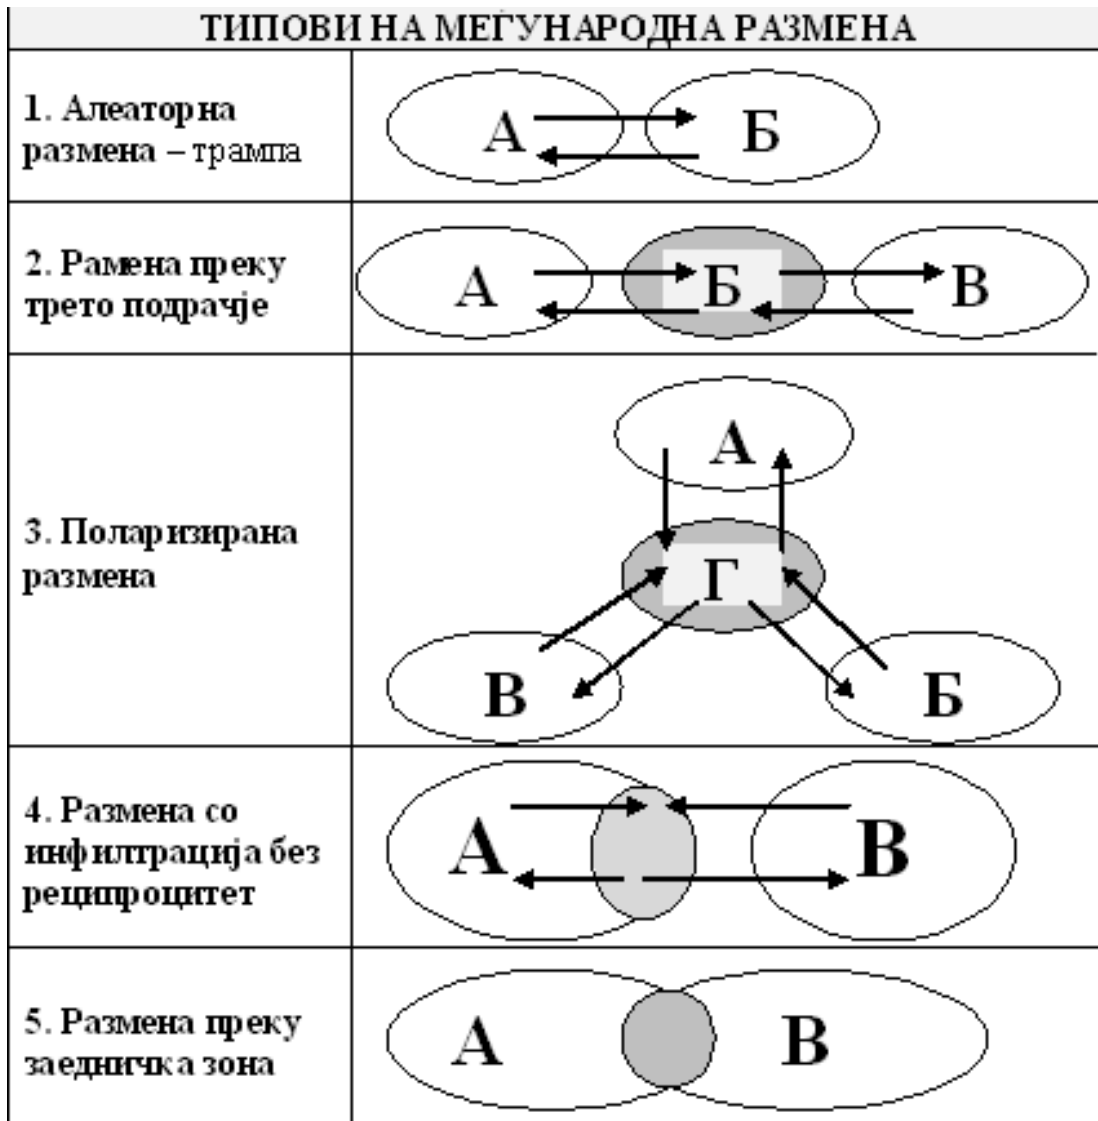 ТИПОВИ НА МЕЃУНАРОДНА РАЗМЕНА
1. Алеаторна
размена – трампа
А Б
2. Рамена преку
трето подрачје
А Б В
А
3. Поларизирана
размена
Г
В Б
4. Размена со
инфилтрација без
реципроцитет
А В
5. Размена преку
заедничка зона
А В